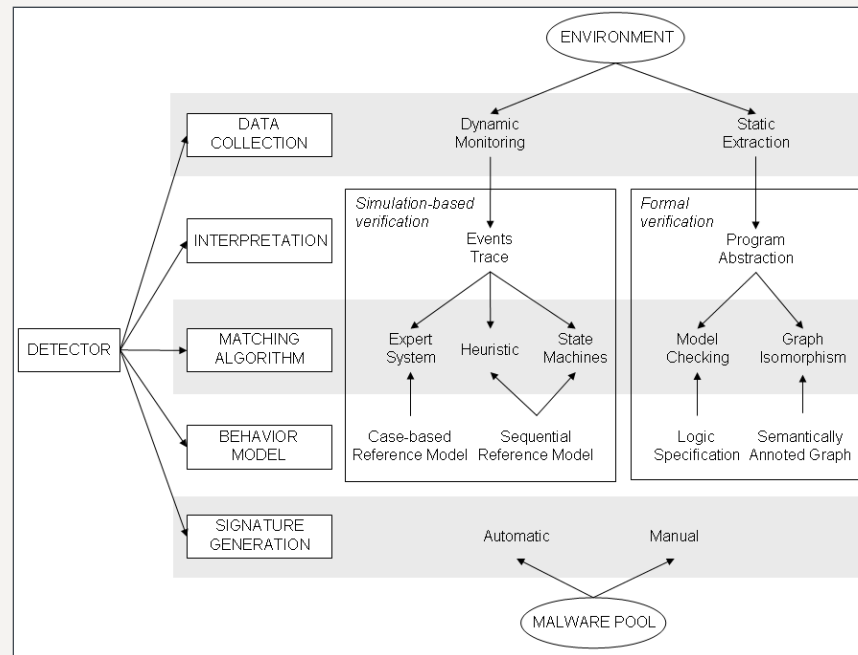 ENVIRONMENT
DATA
COLLECTION
Dynamic
Monitoring
Static
Extraction
Simulation-based
verification
Formal
verification
INTERPRETATION
Events
Trace
Program
Abstraction
DETECTOR
MATCHING
ALGORITHM
Expert
System
Heuristic
State
Machines
Model
Checking
Graph
Isomorphism
BEHAVIOR
MODEL
Case-based
Reference Model
Sequential
Reference Model
Logic
Specification
Semantically
Annoted Graph
SIGNATURE
GENERATION
Automatic
Manual
MALWARE POOL